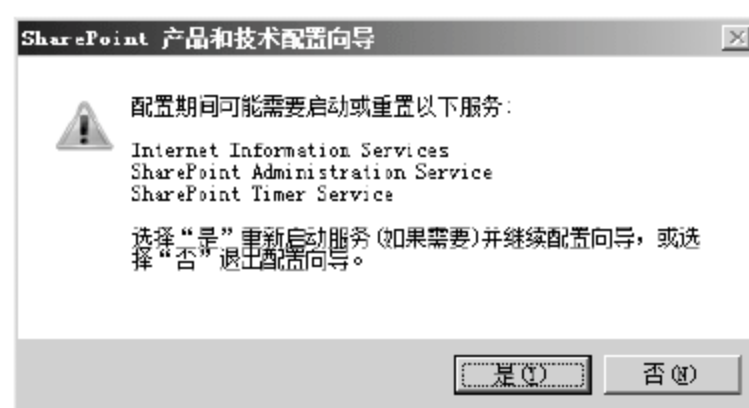 SharePoint 产品和技术配置向导
配置期间可能需要启动或重置以下服务:
Internet Information Services
SharePoint Administration Service
SharePoint Timer Service
选择“是”重新启动服务(如果需要)并继续配置向导，或选
择“否”退出配置向导。
是(Y) 否(N)